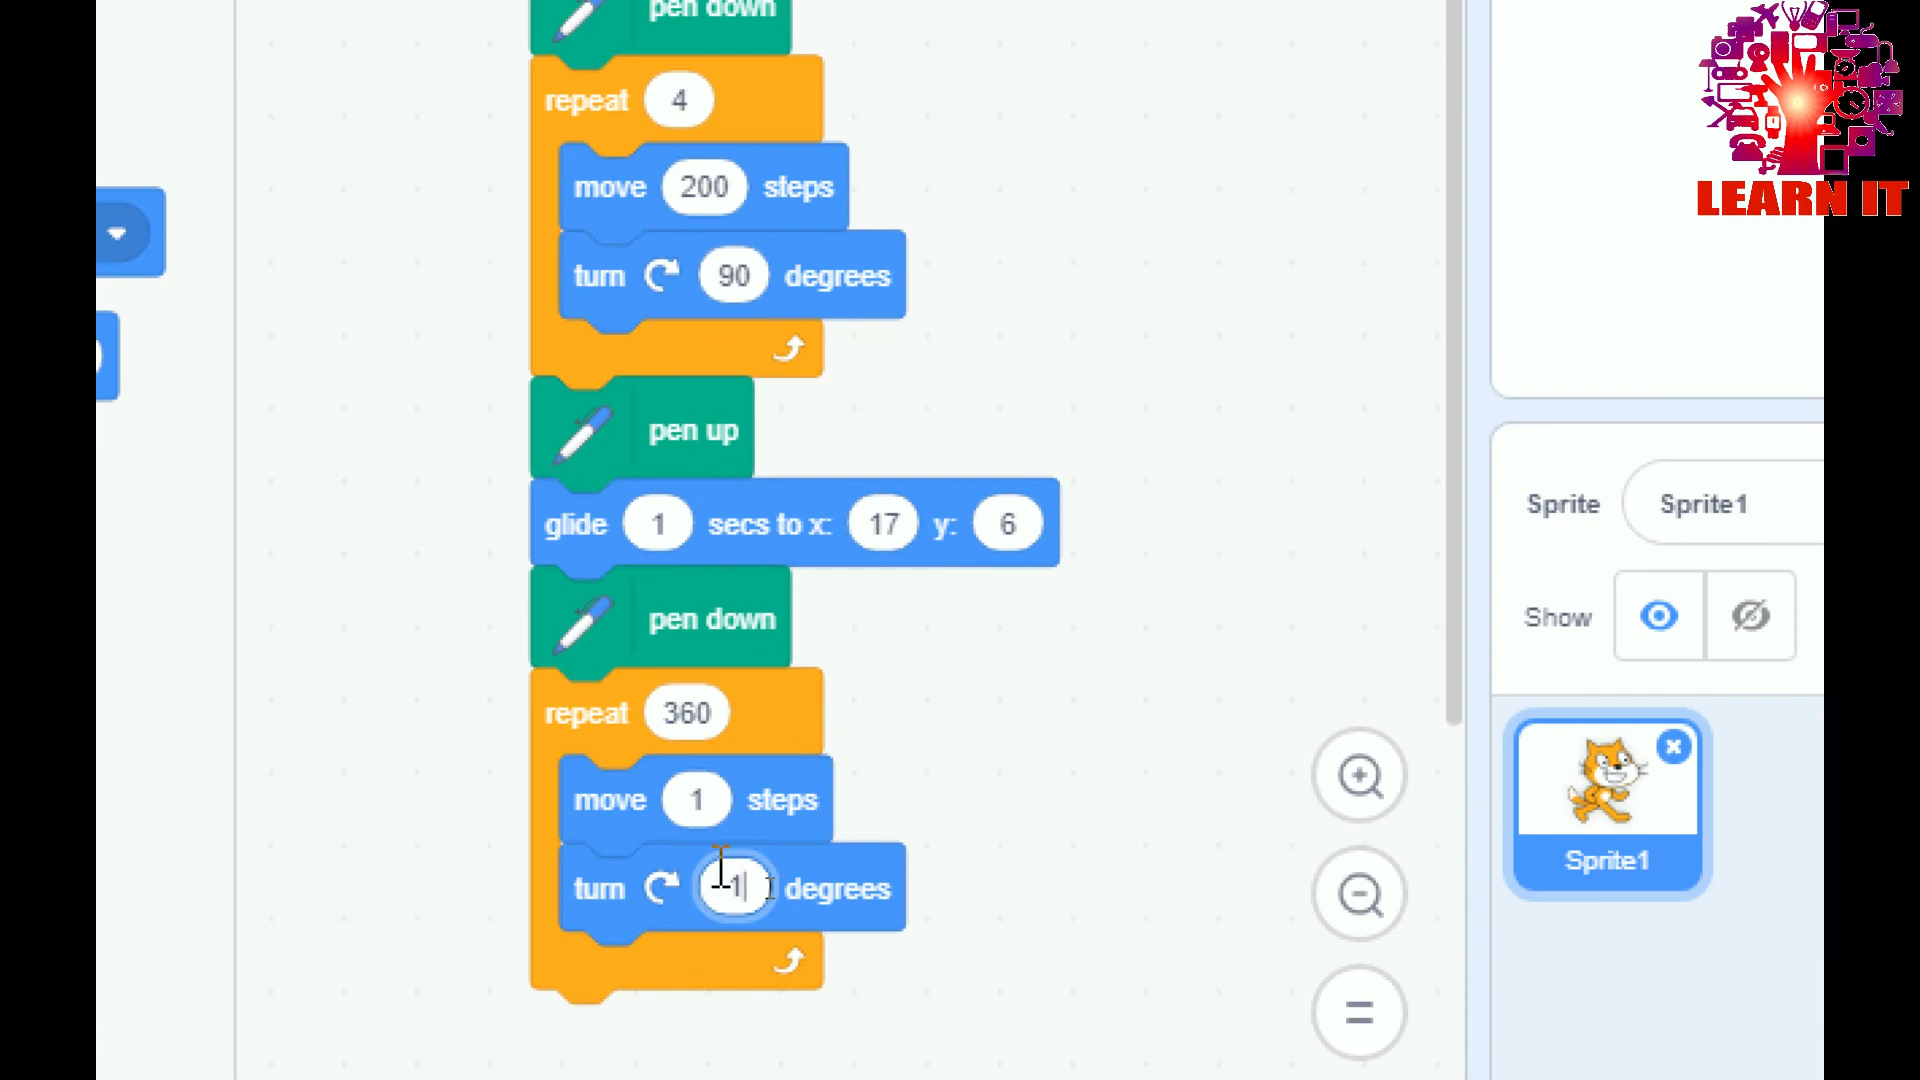 pen down
repeat 4
move 200 steps
turn 90 degrees
pen up
glide 1 secs to x: 17 y: 6
pen down
repeat 360
move 1 steps
turn 1 degrees
LEARN IT
Sprite Sprite1
Show
Sprite1